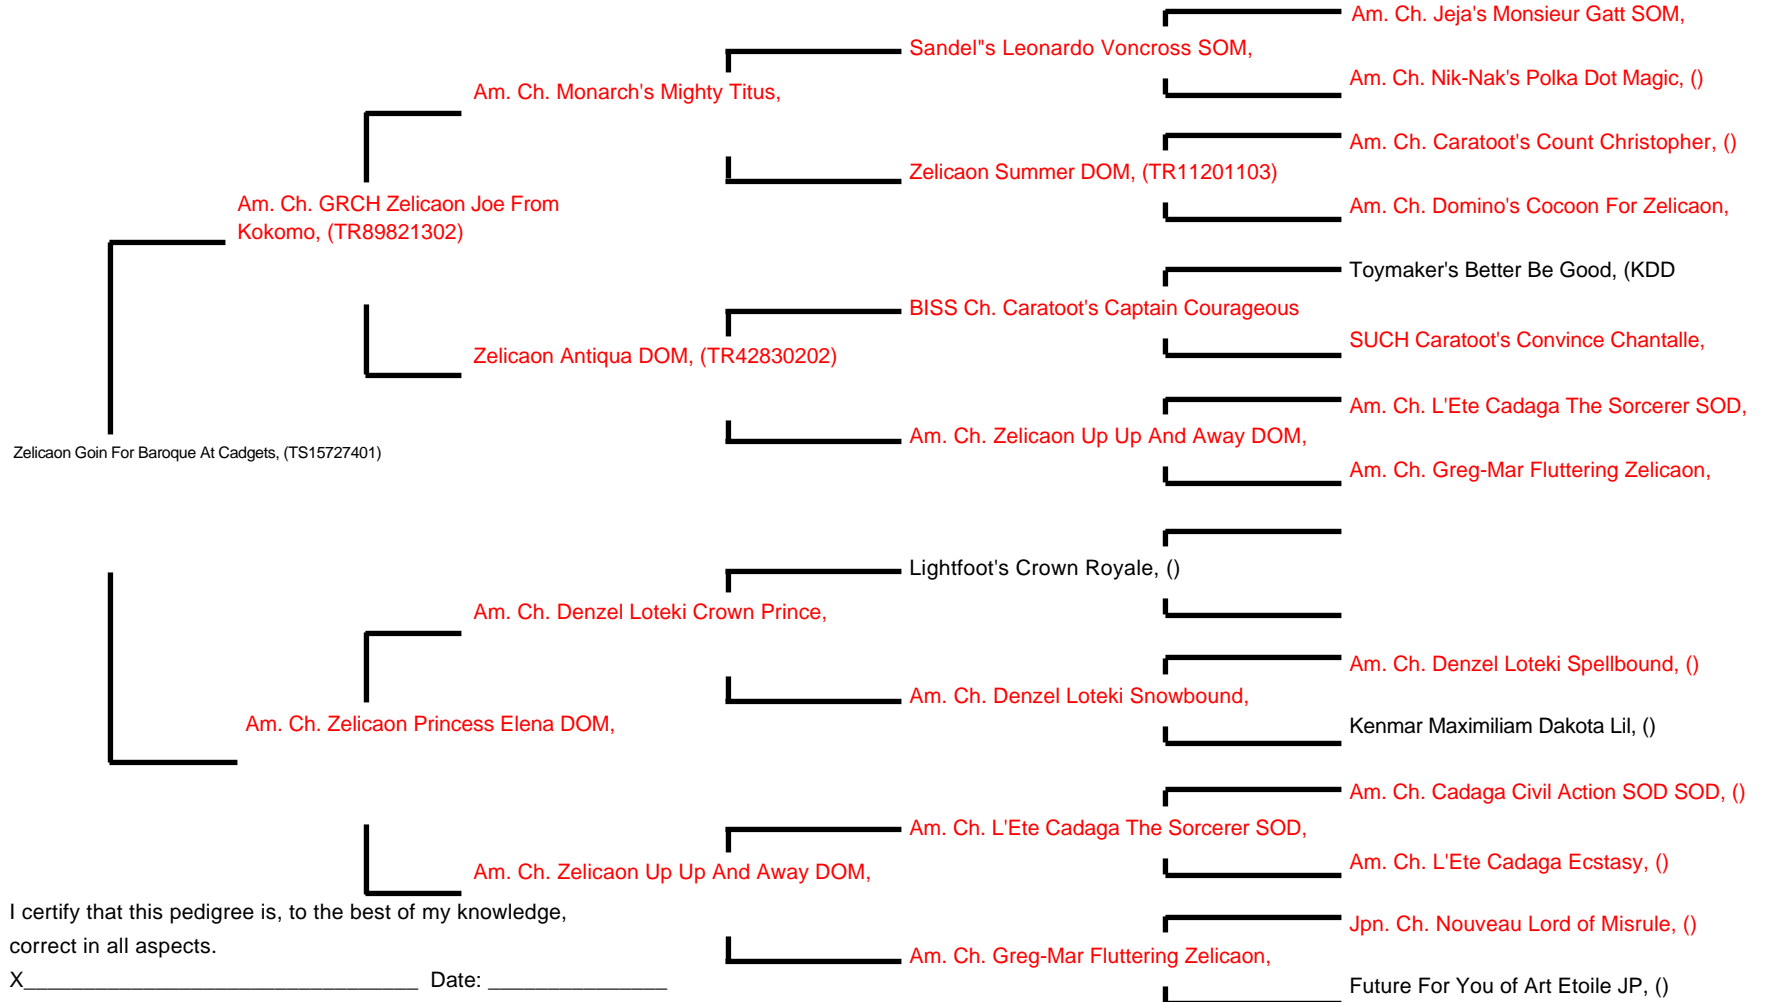 Am. Ch. Jeja's Monsieur Gatt SOM,
Sandel"s Leonardo Voncross SOM,
Am. Ch. Nik-Nak's Polka Dot Magic, ()
Am. Ch. Monarch's Mighty Titus,
Am. Ch. Caratoot's Count Christopher, ()
Zelicaon Summer DOM, (TR11201103)
Am. Ch. Domino's Cocoon For Zelicaon,
Am. Ch. GRCH Zelicaon Joe From
Kokomo, (TR89821302)
Toymaker's Better Be Good, (KDD
BISS Ch. Caratoot's Captain Courageous
SUCH Caratoot's Convince Chantalle,
Zelicaon Antiqua DOM, (TR42830202)
Am. Ch. L'Ete Cadaga The Sorcerer SOD,
Am. Ch. Zelicaon Up Up And Away DOM,
Am. Ch. Greg-Mar Fluttering Zelicaon,
Zelicaon Goin For Baroque At Cadgets, (TS15727401)
Lightfoot's Crown Royale, ()
Am. Ch. Denzel Loteki Crown Prince,
Am. Ch. Denzel Loteki Spellbound, ()
Am. Ch. Denzel Loteki Snowbound,
Kenmar Maximiliam Dakota Lil, ()
Am. Ch. Zelicaon Princess Elena DOM,
Am. Ch. Cadaga Civil Action SOD SOD, ()
Am. Ch. L'Ete Cadaga The Sorcerer SOD,
Am. Ch. L'Ete Cadaga Ecstasy, ()
Am. Ch. Zelicaon Up Up And Away DOM,
Jpn. Ch. Nouveau Lord of Misrule, ()
Am. Ch. Greg-Mar Fluttering Zelicaon,
Future For You of Art Etoile JP, ()
I certify that this pedigree is, to the best of my knowledge,
correct in all aspects.
X_________________________________ Date: _______________